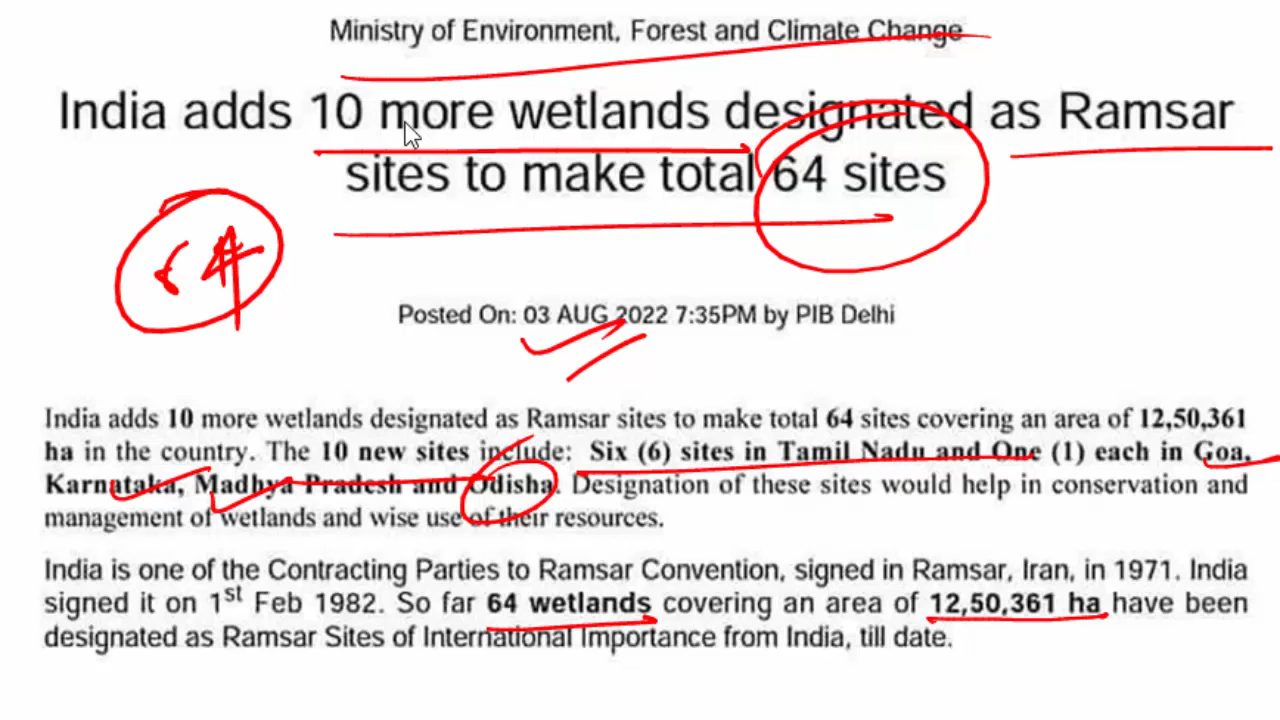 Ministry of Environment, Forest and Climate Change
India adds 10 more wetlands designated as Ramsar
sites to make total 64 sites
64
Posted On: 03 AUG 2022 7:35PM by PIB Delhi
India adds 10 more wetlands designated as Ramsar sites to make total 64 sites covering an area of 12,50,361
ha in the country. The 10 new sites include: Six (6) sites in Tamil Nadu and One (1) each in Goa,
Karnataka, Madhya Pradesh and Odisha. Designation of these sites would help in conservation and
management of wetlands and wise use of their resources.
India is one of the Contracting Parties to Ramsar Convention, signed in Ramsar, Iran, in 1971. India
signed it on 1st Feb 1982. So far 64 wetlands covering an area of 12,50,361 ha have been
designated as Ramsar Sites of International Importance from India, till date.